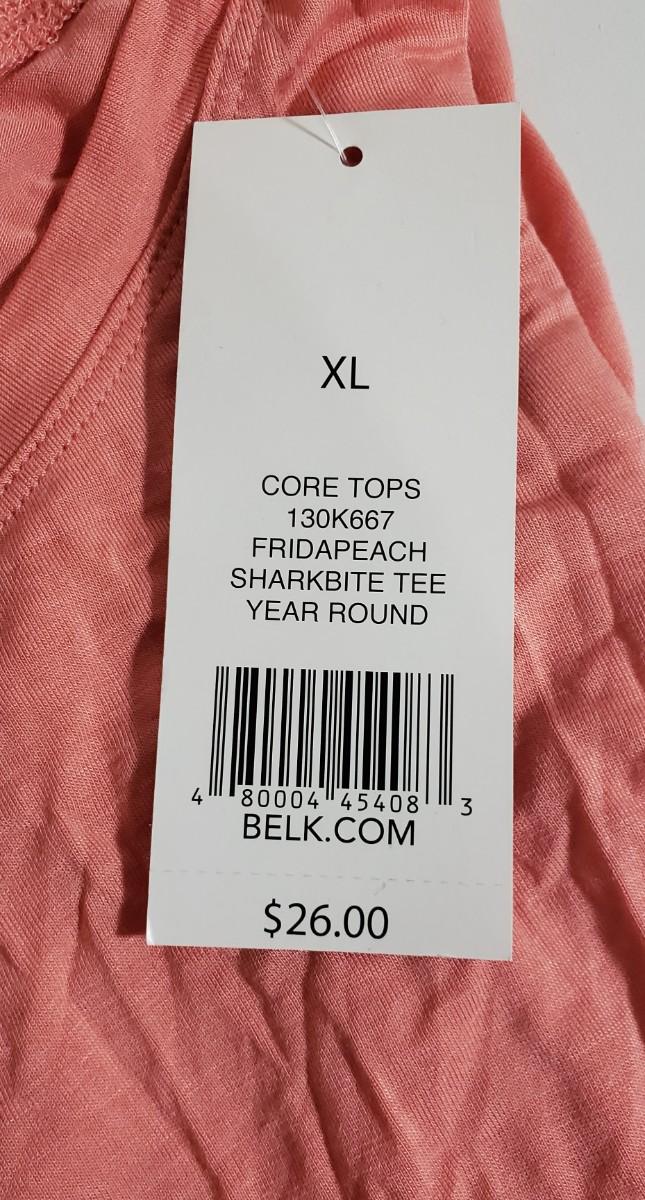 XL
CORE TOPS
130K667
FRIDAPEACH
SHARKBITE TEE
YEAR ROUND
4 80004 45408 3
BELK.COM
$26.00